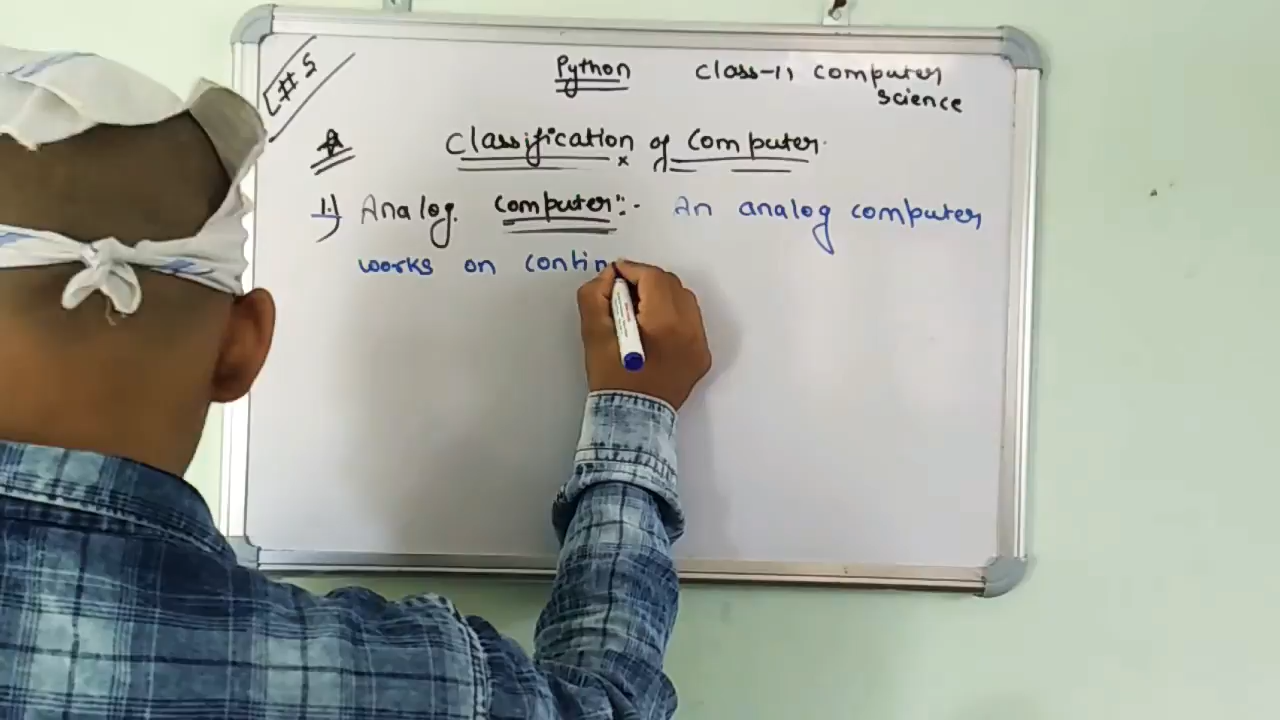 [# 5
Python Class-11 Computer
Science
Classification of Computer.
1.) Analog. Computer:- An analog computer
works on contin